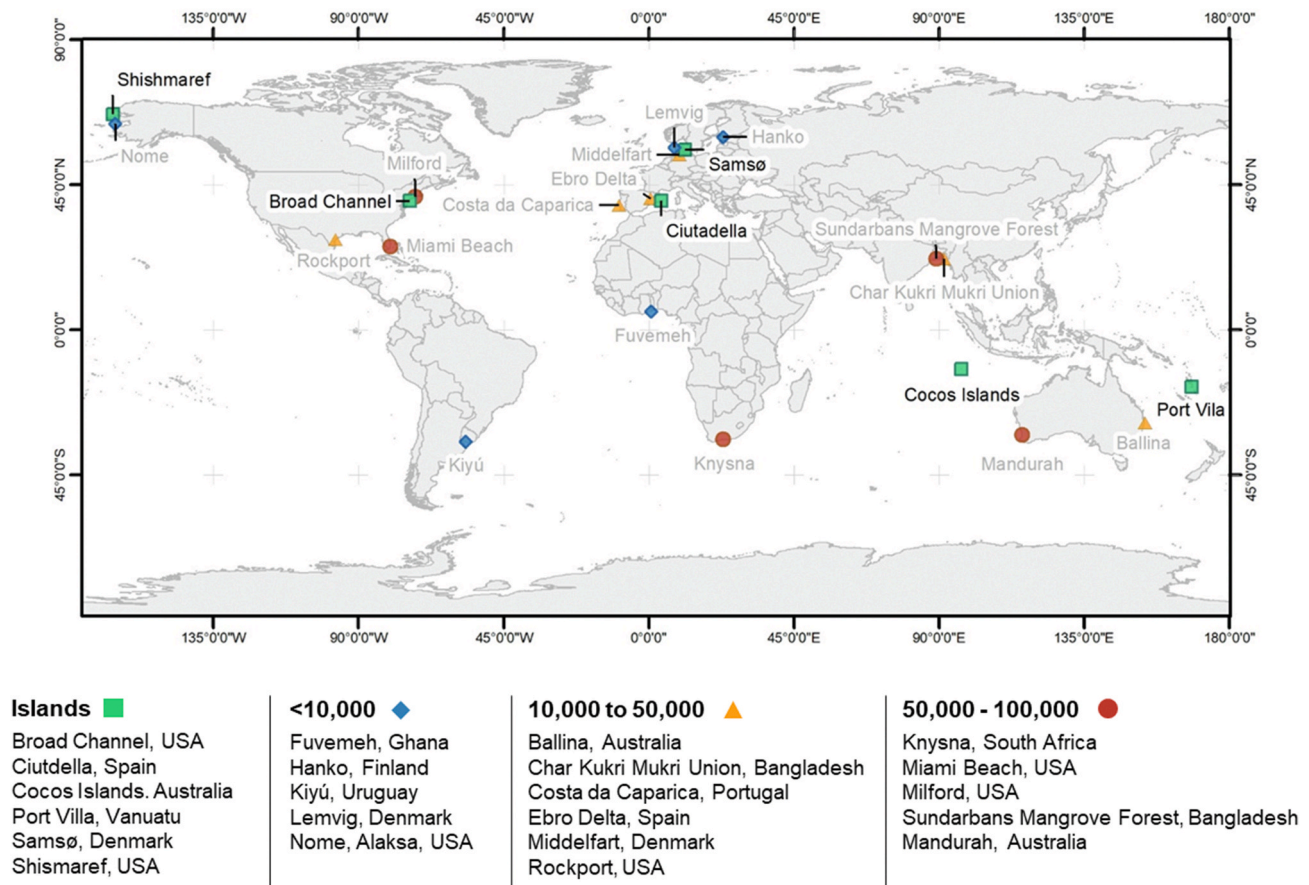 135°0'0"W 90°0'0"W 45°0'0"W 0°0'0" 45°0'0"E 90°0'0"E 135°0'0"E 180°0'0"
90°0'0"
Shishmaref
Lemvig
Hanko
Nome
Milford
Middelfart
Samsø
45°0'0"N 45°0'0"N
Ebro Delta
Broad Channel
Costa da Caparica
Ciutadella
Sundarbans Mangrove Forest
Miami Beach
Rockport
Char Kukri Mukri Union
0°0'0" 0°0'0"
Fuvemeh
Cocos Islands
Port Vila
Ballina
Kiyú
Knysna
Mandurah
45°0'0"S 45°0'0"S
135°0'0"W 90°0'0"W 45°0'0"W 0°0'0" 45°0'0"E 90°0'0"E 135°0'0"E 180°0'0"
Islands
Broad Channel, USA
Ciutdella, Spain
Cocos Islands. Australia
Port Villa, Vanuatu
Samsø, Denmark
Shismaref, USA
<10,000
Fuvemeh, Ghana
Hanko, Finland
Kiyú, Uruguay
Lemvig, Denmark
Nome, Alaksa, USA
10,000 to 50,000
Ballina, Australia
Char Kukri Mukri Union, Bangladesh
Costa da Caparica, Portugal
Ebro Delta, Spain
Middelfart, Denmark
Rockport, USA
50,000 - 100,000
Knysna, South Africa
Miami Beach, USA
Milford, USA
Sundarbans Mangrove Forest, Bangladesh
Mandurah, Australia